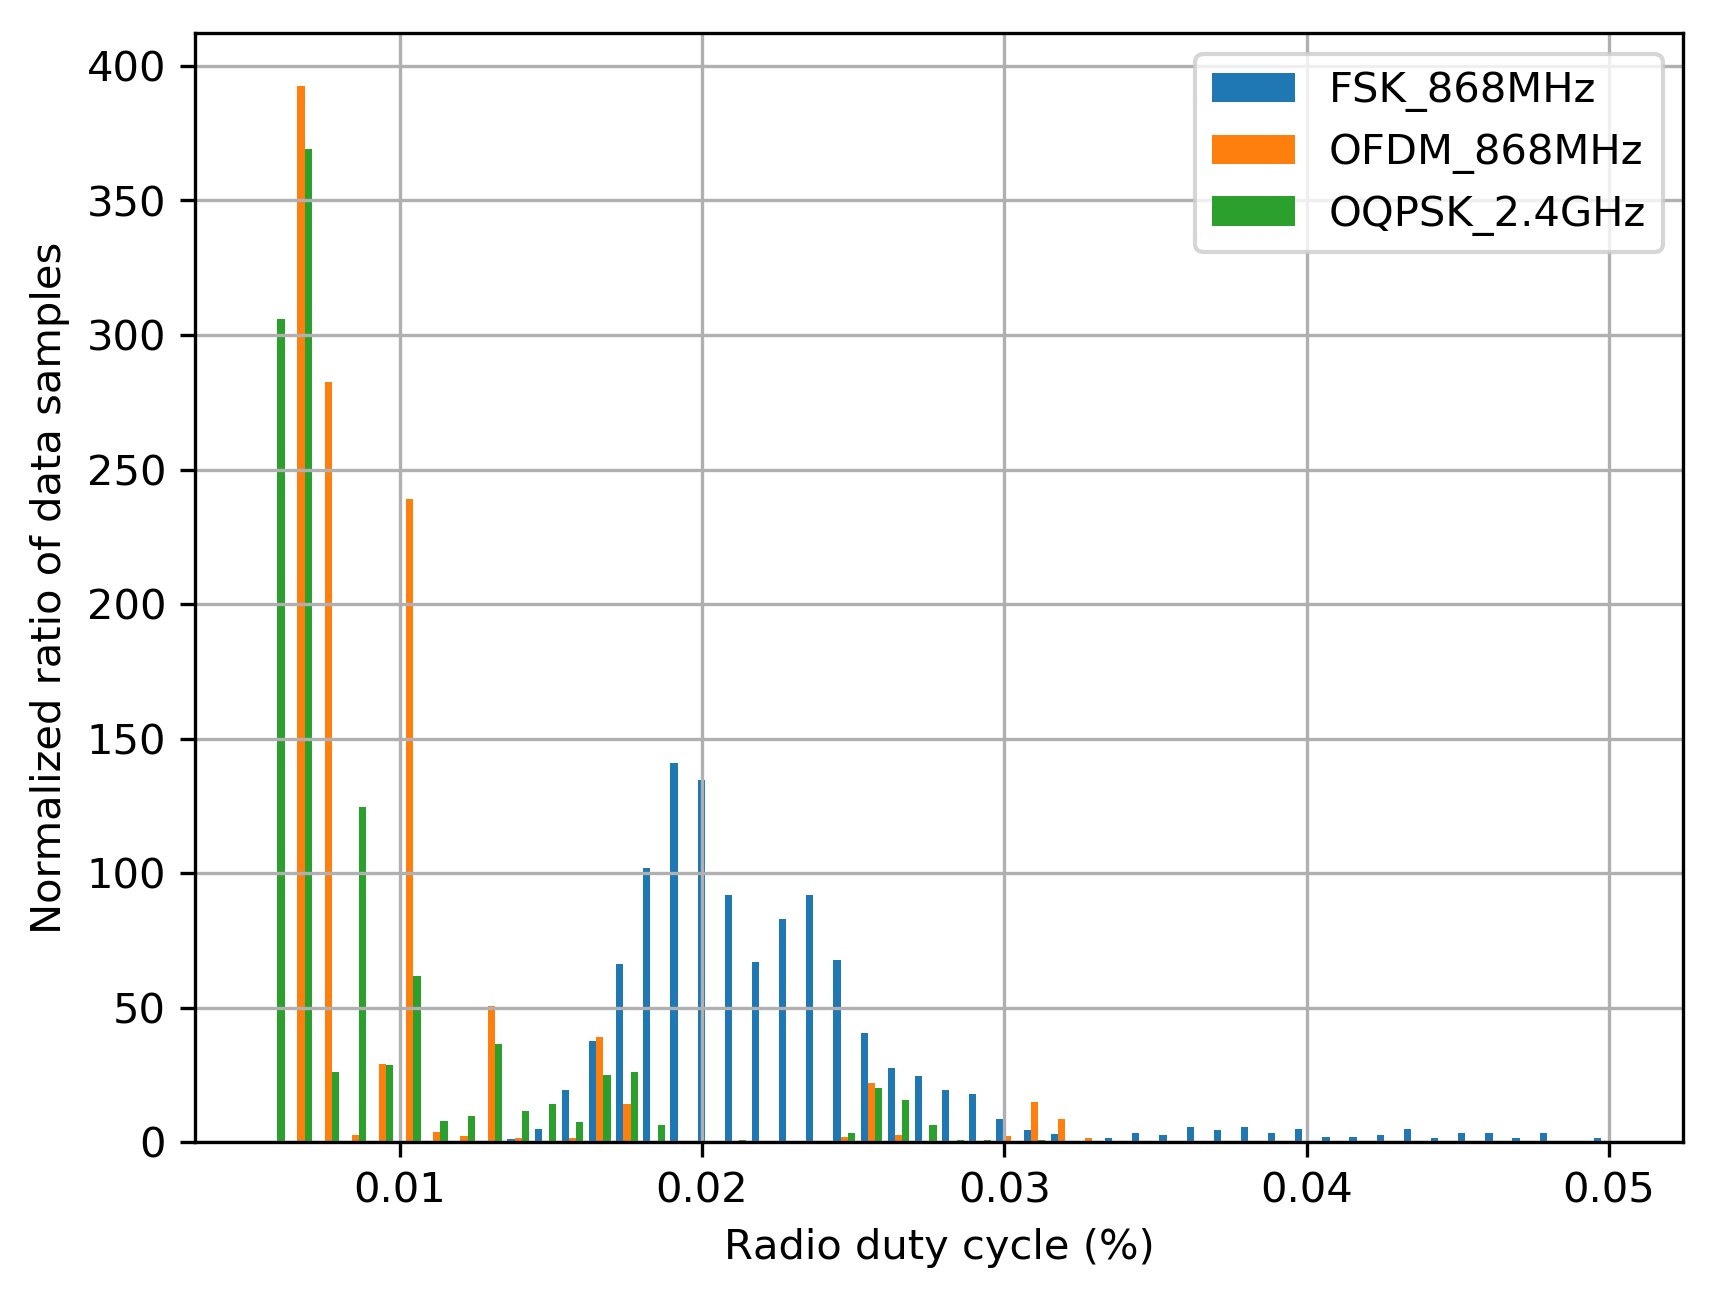 400
350
300
250
200
150
100
50
0
Normalized ratio of data samples
FSK_868MHz
OFDM_868MHz
OQPSK_2.4GHz
0.01 0.02 0.03 0.04 0.05
Radio duty cycle (%)